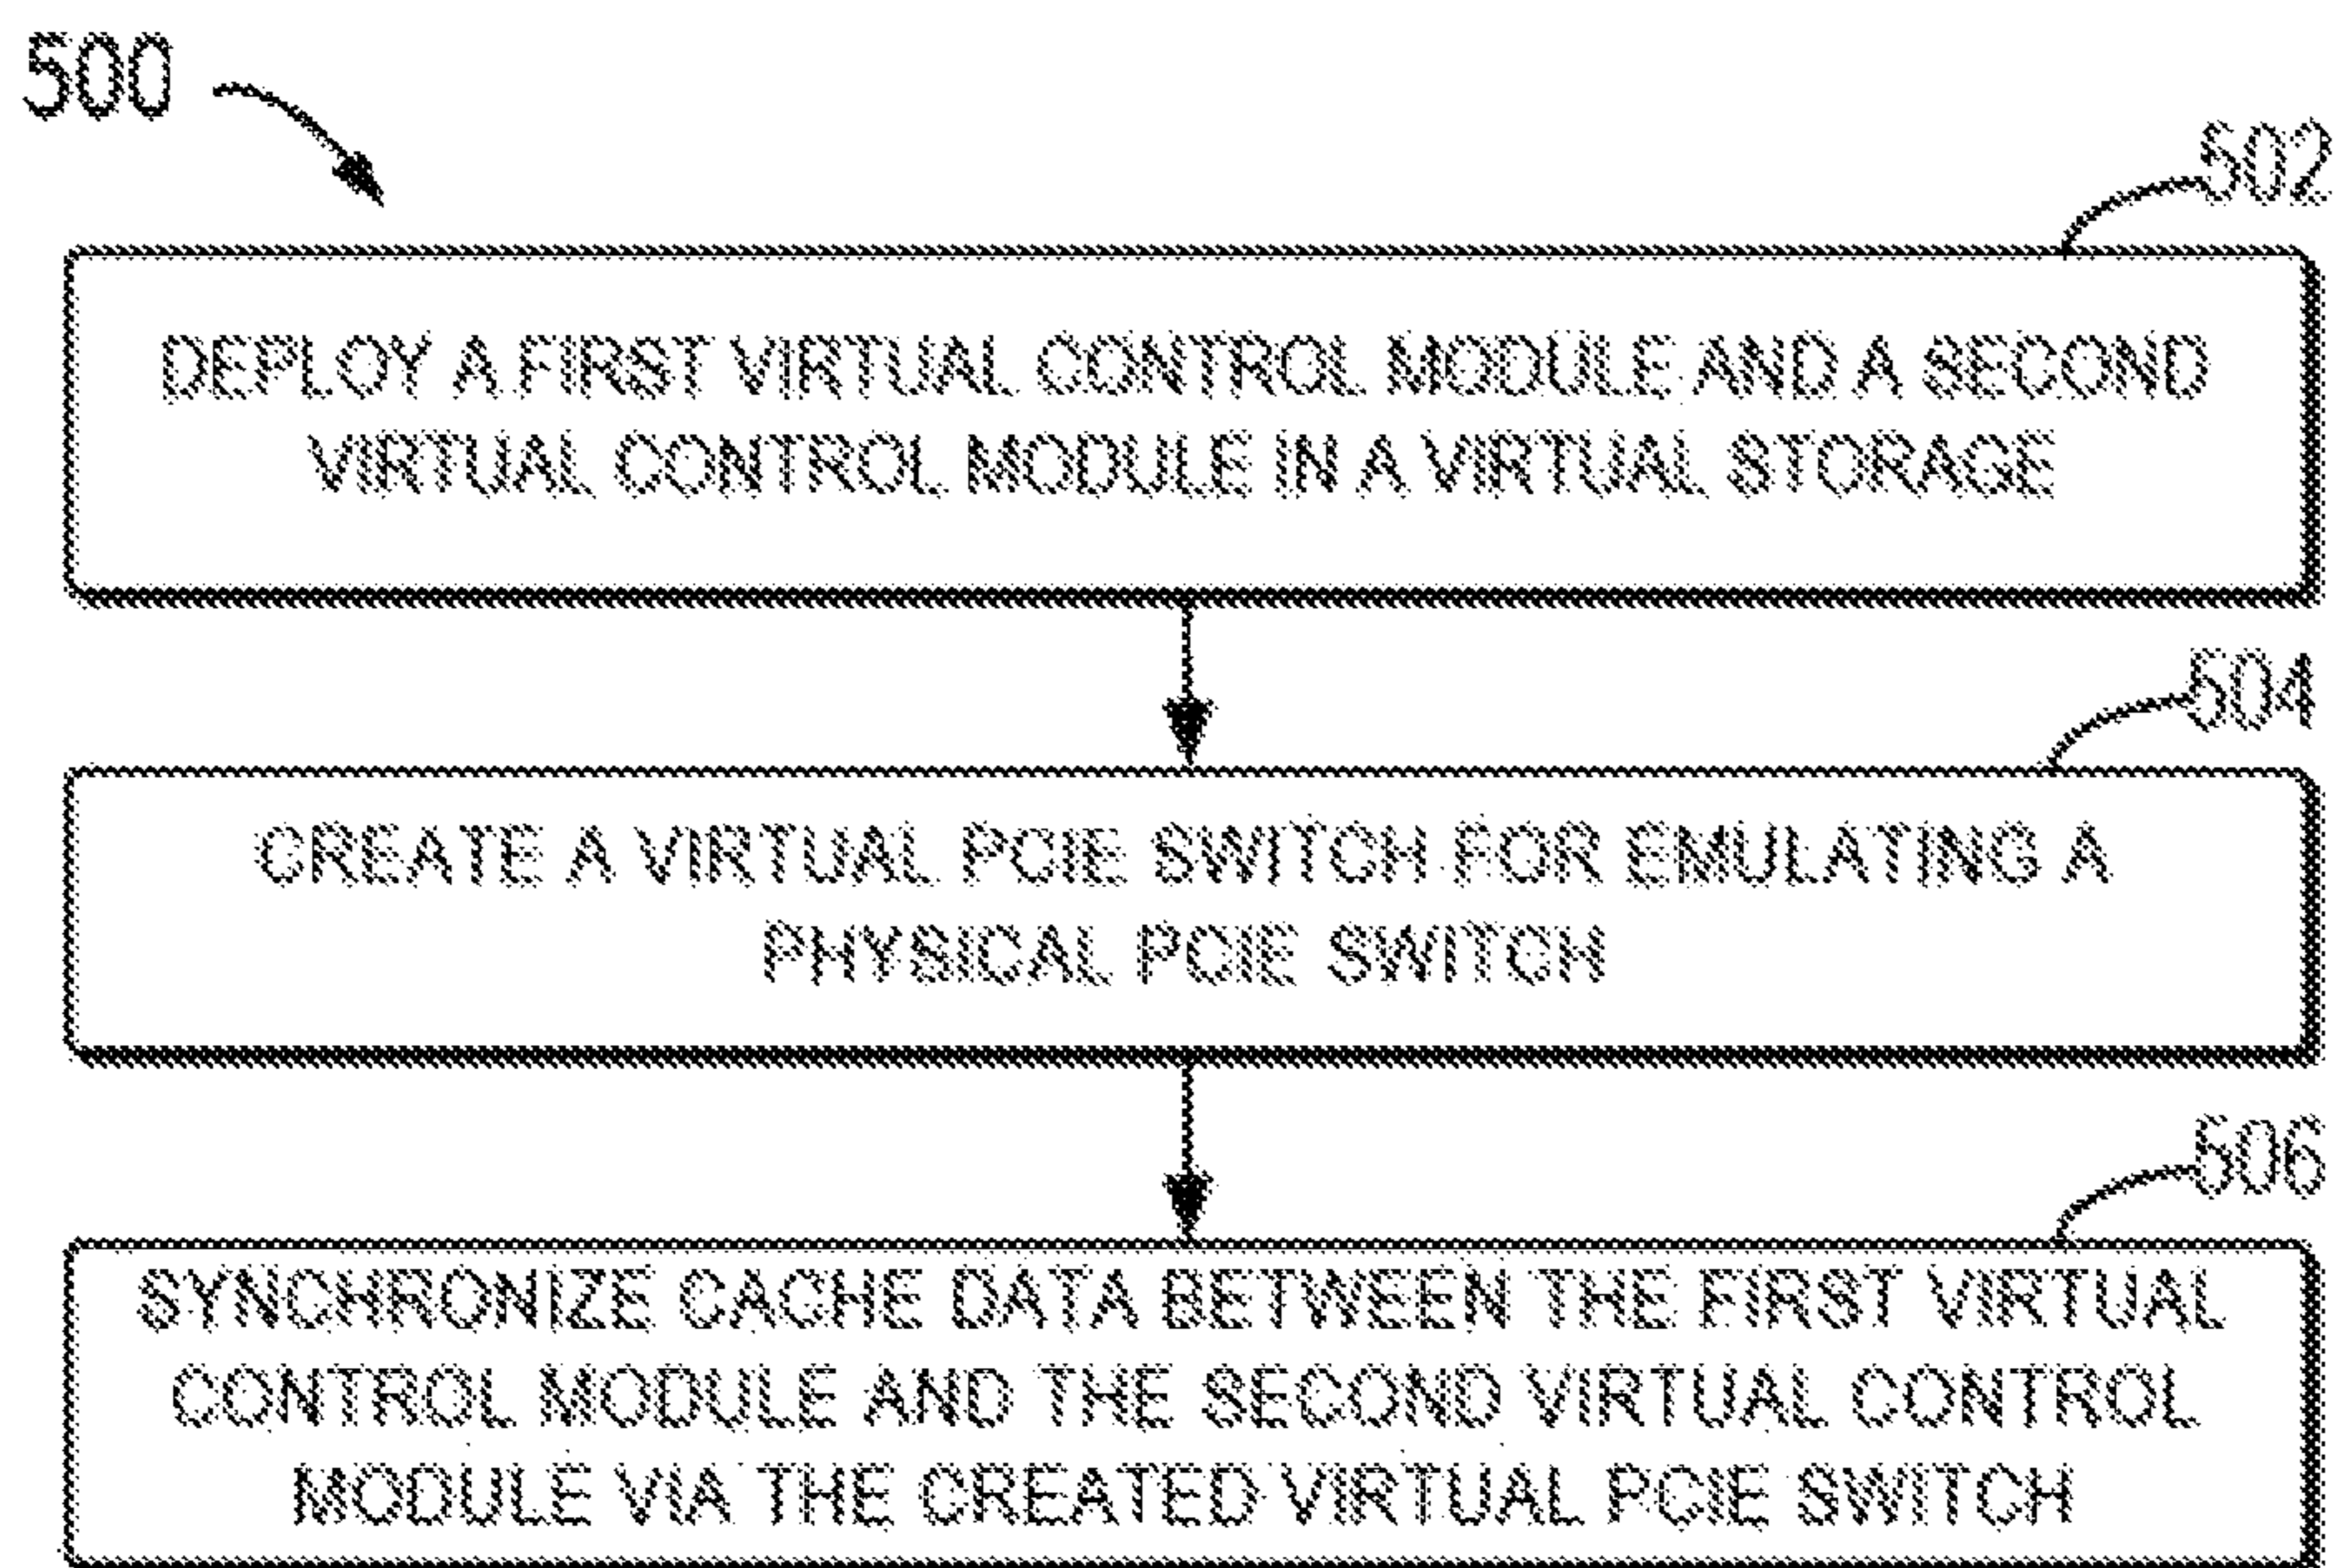 500
502
DEPLOY A FIRST VIRTUAL CONTROL MODULE AND A SECOND
VIRTUAL CONTROL MODULE IN A VIRTUAL STORAGE
504
CREATE A VIRTUAL PCIE SWITCH FOR EMULATING A
PHYSICAL PCIE SWITCH
506
SYNCHRONIZE CACHE DATA BETWEEN THE FIRST VIRTUAL
CONTROL MODULE AND THE SECOND VIRTUAL CONTROL
MODULE VIA THE CREATED VIRTUAL PCIE SWITCH